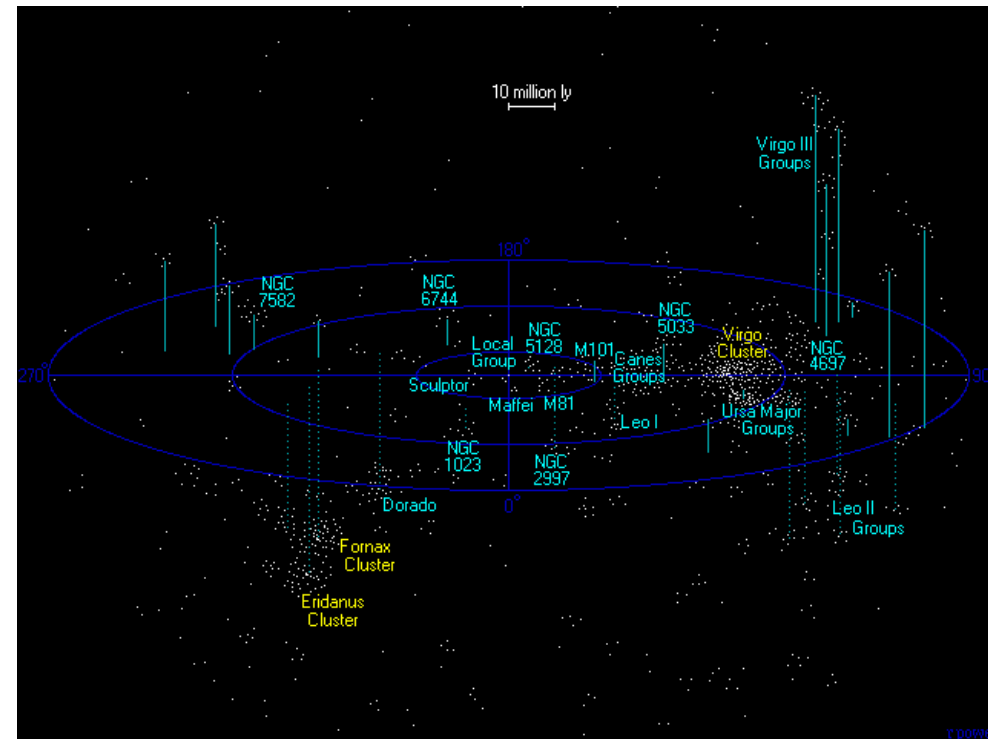 10 million ly
Virgo III
Groups
180°
NGC
7582
NGC
6744
NGC
5033
NGC
5128
Local
Group
M101
Canes
Groups
Virgo
Cluster
NGC
4697
270°
90
Sculptor
Maffei
M81
Leo I
Ursa Major
Groups
NGC
1023
NGC
2997
0°
Dorado
Leo II
Groups
Fornax
Cluster
Eridanus
Cluster